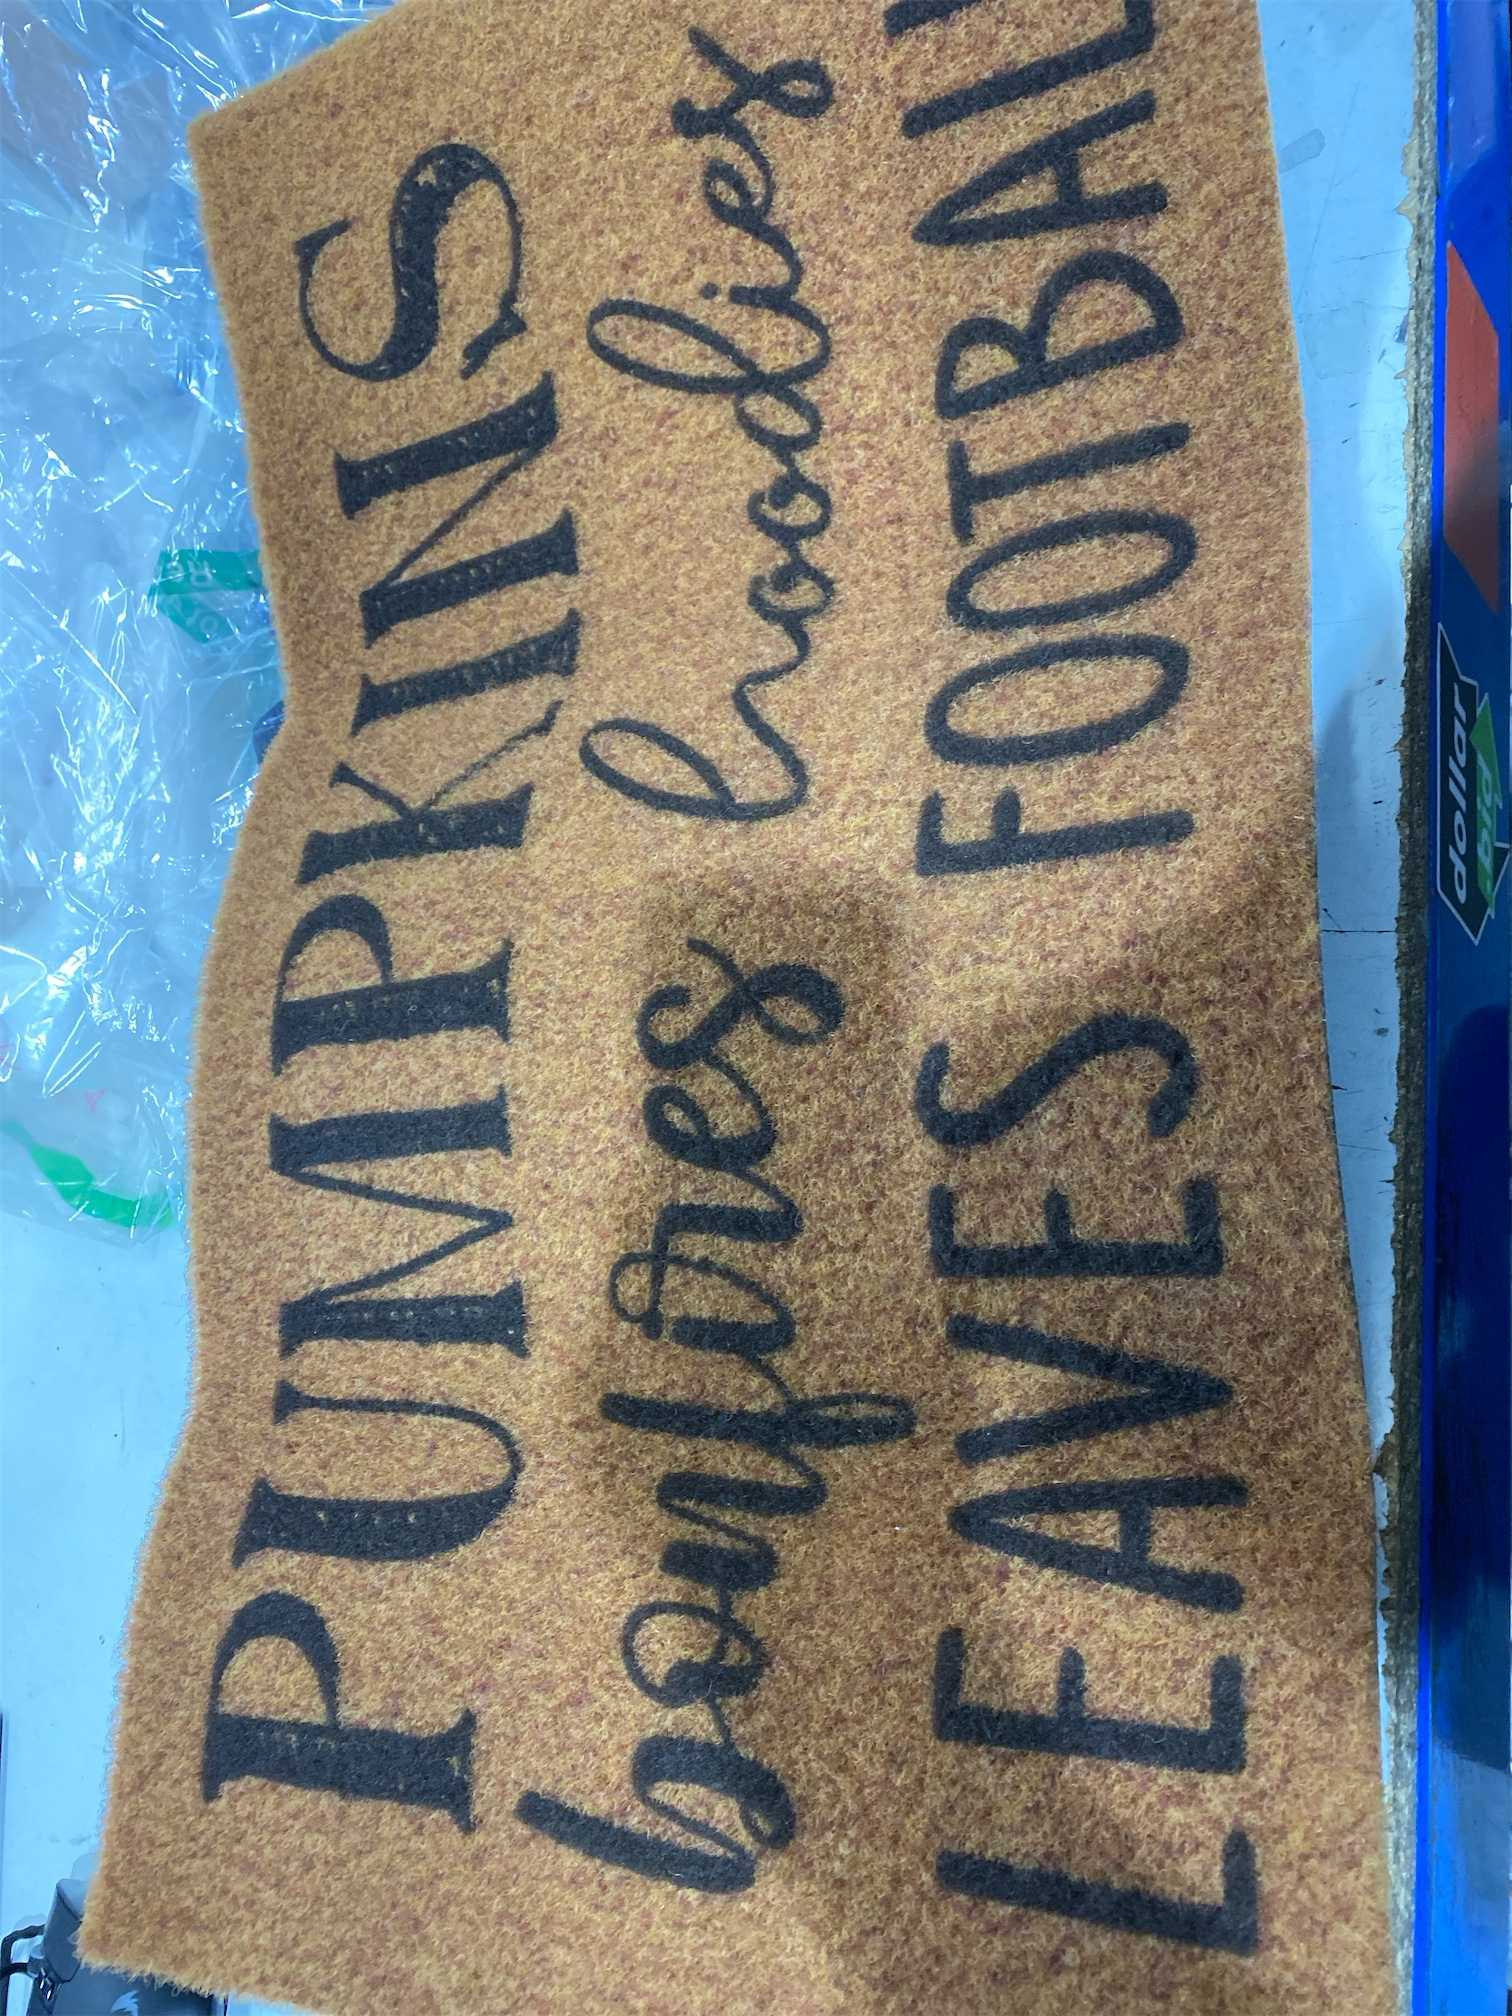 PUMPKINS
bonfires hoodies
LEAVES FOOTBAL
dollar